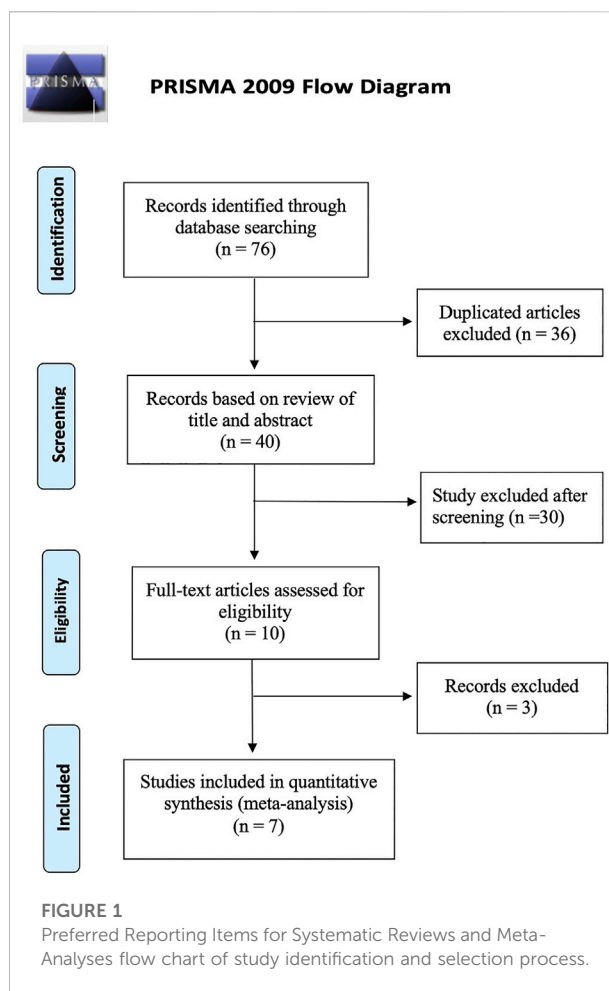 PRISMA
PRISMA 2009 Flow Diagram
Identification
Records identified through
database searching
(n = 76)
Duplicated articles
excluded (n = 36)
Screening
Records based on review of
title and abstract
(n = 40)
Study excluded after
screening (n =30)
Eligibility
Full-text articles assessed for
eligibility
(n = 10)
Records excluded
(n = 3)
Included
Studies included in quantitative
synthesis (meta-analysis)
(n = 7)
FIGURE 1
Preferred Reporting Items for Systematic Reviews and Meta-
Analyses flow chart of study identification and selection process.